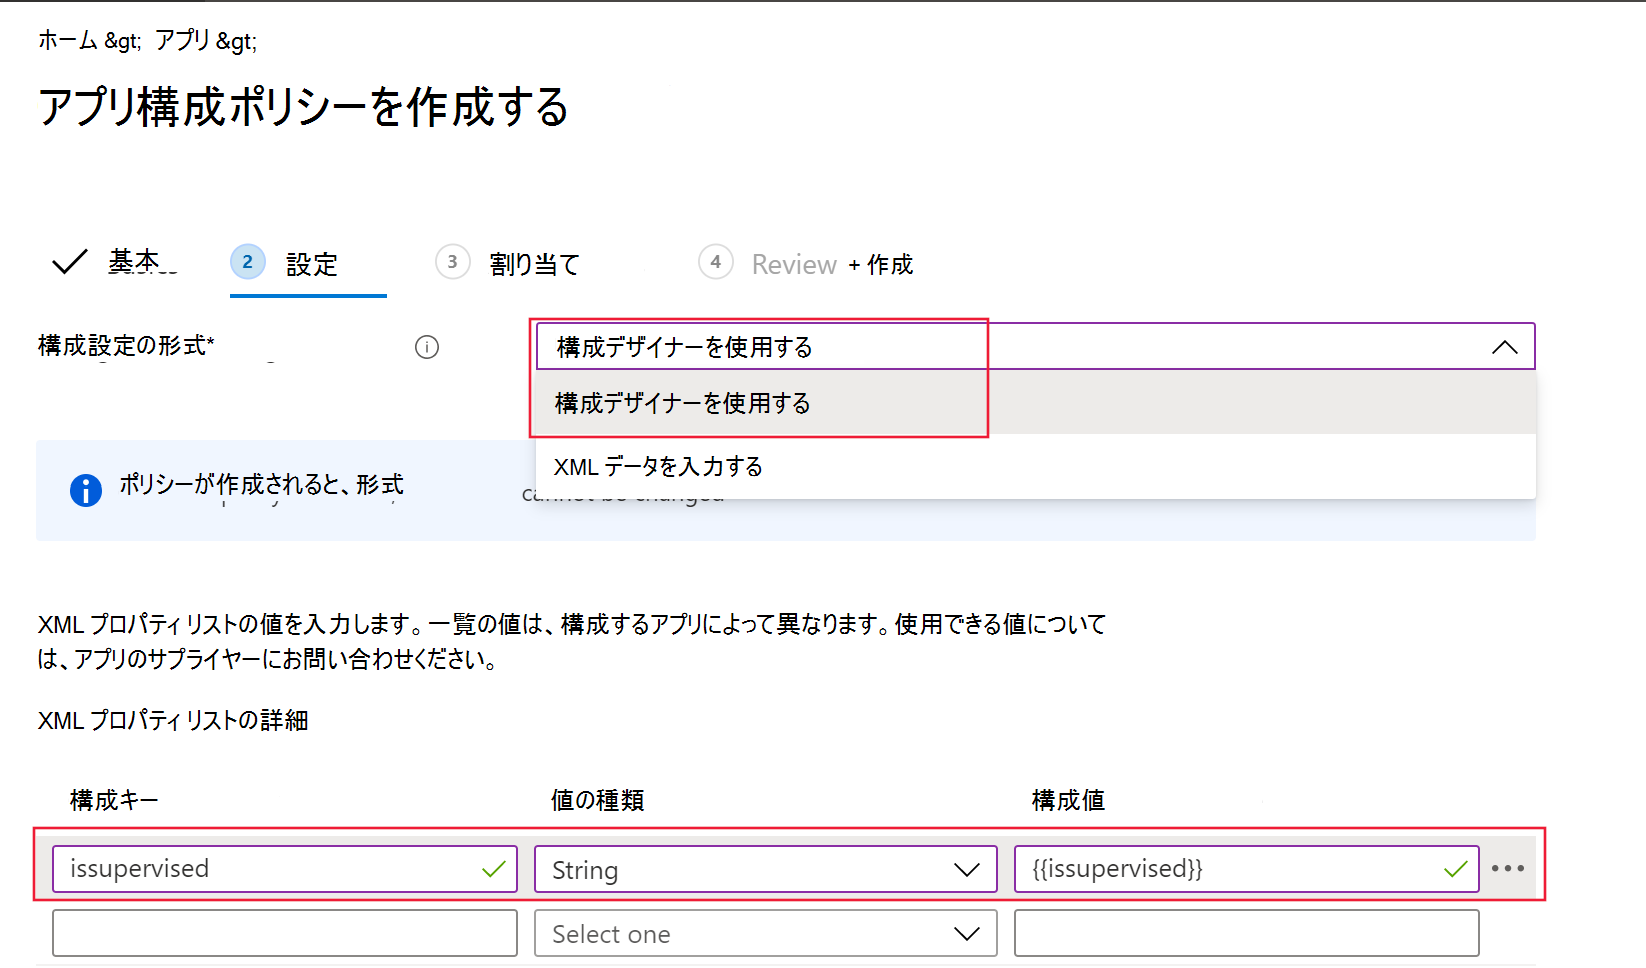 ホーム &gt; アプリ &gt;
アプリ構成ポリシーを作成する
基本
2 設定
3 割り当て
4 Review + 作成
構成設定の形式*
構成デザイナーを使用する
構成デザイナーを使用する
XML データを入力する
ポリシーが作成されると、形式
cannot be changed
XML プロパティ リストの値を入力します。一覧の値は、構成するアプリによって異なります。使用できる値について
は、アプリのサプライヤーにお問い合わせください。
XML プロパティ リストの詳細
構成キー 値の種類 構成値
issupervised String {{issupervised}}
Select one